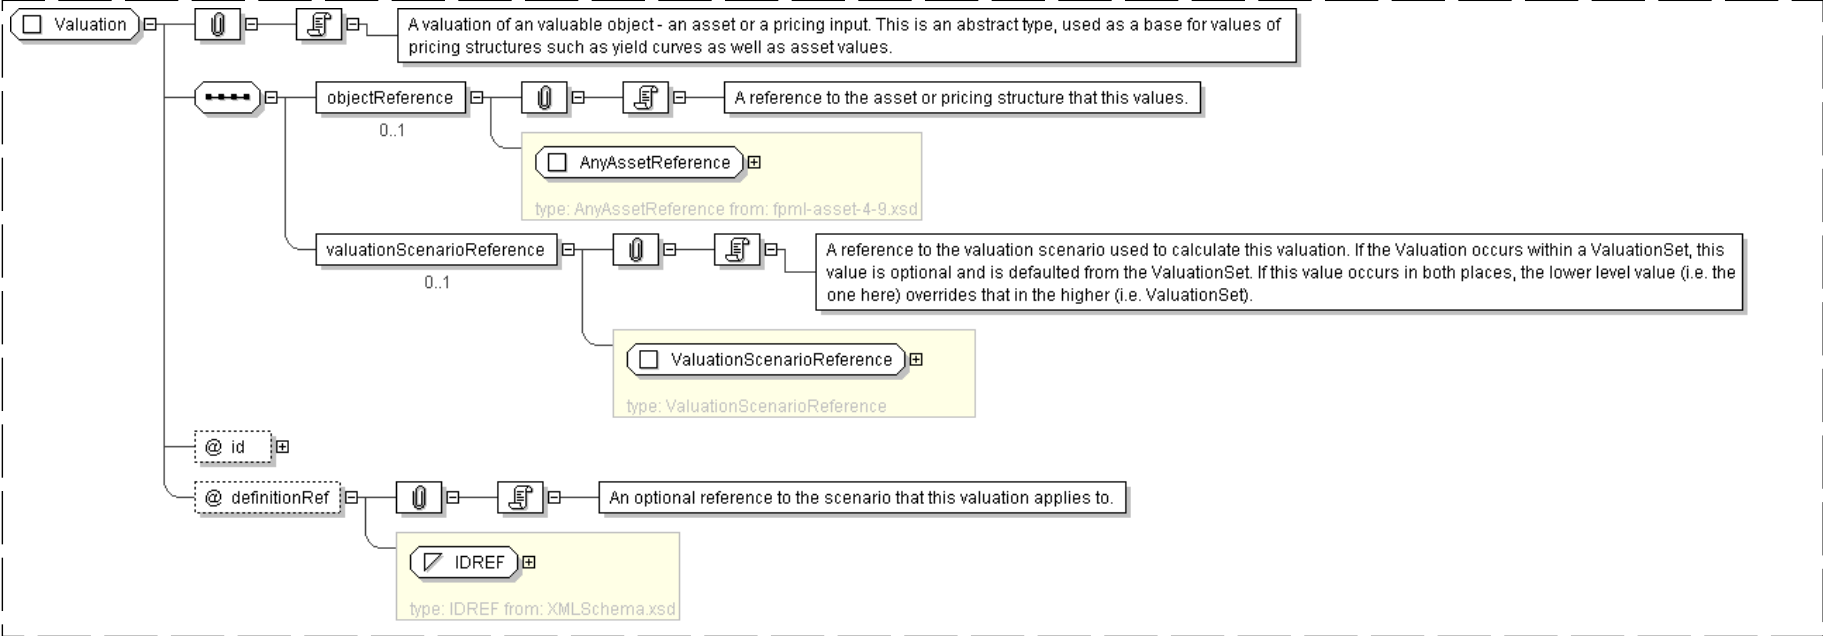 Valuation
A valuation of an valuable object - an asset or a pricing input. This is an abstract type, used as a base for values of
pricing structures such as yield curves as well as asset values.
objectReference
A reference to the asset or pricing structure that this values.
0..1
AnyAssetReference
type: AnyAssetReference from: fpml-asset-4-9.xsd
valuationScenarioReference
A reference to the valuation scenario used to calculate this valuation. If the Valuation occurs within a ValuationSet, this
value is optional and is defaulted from the ValuationSet. If this value occurs in both places, the lower level value (i.e. the
one here) overrides that in the higher (i.e. ValuationSet).
0..1
ValuationScenarioReference
type: ValuationScenarioReference
@ id
@ definitionRef
An optional reference to the scenario that this valuation applies to.
IDREF
type: IDREF from: XMLSchema.xsd